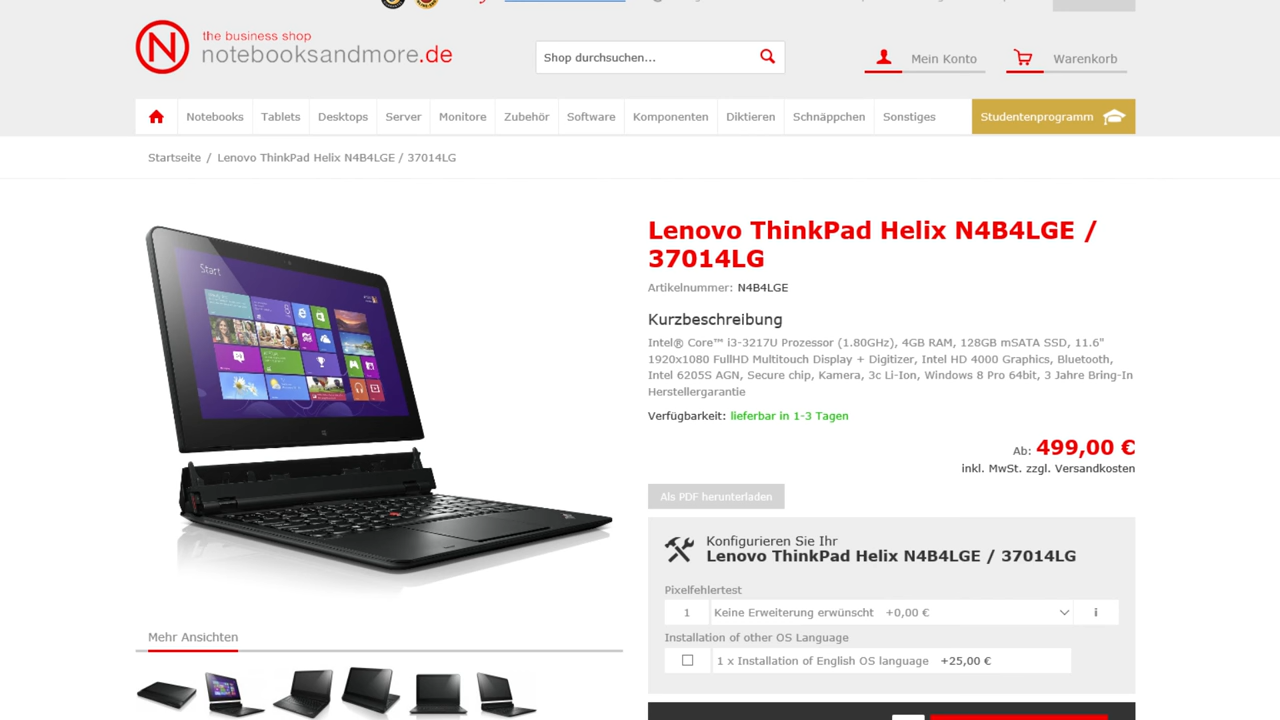 the business shop
notebooksandmore.de
Shop durchsuchen...
Mein Konto
Warenkorb
Notebooks
Tablets
Desktops
Server
Monitore
Zubehör
Software
Komponenten
Diktieren
Schnäppchen
Sonstiges
Studentenprogramm
Startseite / Lenovo ThinkPad Helix N4B4LGE / 37014LG
Start
Lenovo ThinkPad Helix N4B4LGE /
37014LG
Artikelnummer: N4B4LGE
Kurzbeschreibung
Intel® Core™ i3-3217U Prozessor (1.80GHz), 4GB RAM, 128GB mSATA SSD, 11.6"
1920x1080 FullHD Multitouch Display + Digitizer, Intel HD 4000 Graphics, Bluetooth,
Intel 6205S AGN, Secure chip, Kamera, 3c Li-Ion, Windows 8 Pro 64bit, 3 Jahre Bring-In
Herstellergarantie
Verfügbarkeit: lieferbar in 1-3 Tagen
Ab: 499,00 €
inkl. MwSt. zzgl. Versandkosten
Als PDF herunterladen
Konfigurieren Sie Ihr
Lenovo ThinkPad Helix N4B4LGE / 37014LG
Pixelfehlertest
1 Keine Erweiterung erwünscht +0,00 € i
Installation of other OS Language
1 x Installation of English OS language +25,00 €
Mehr Ansichten